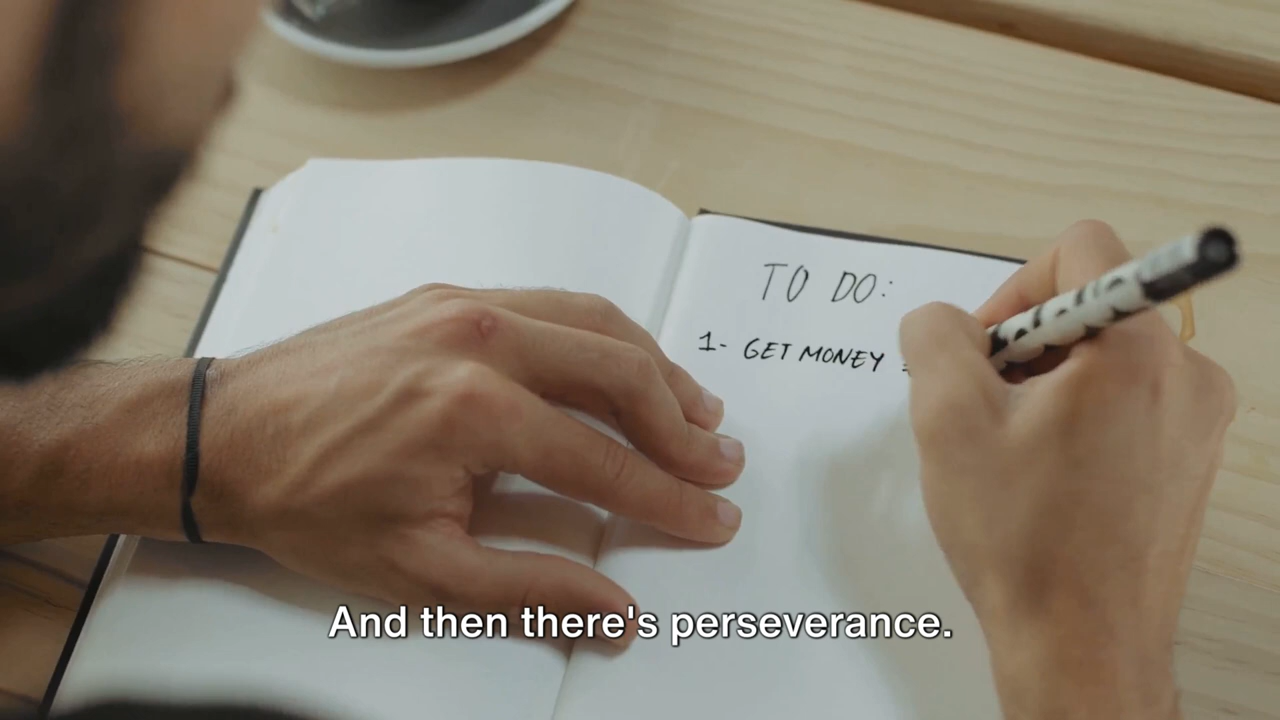 TO DO:
1- GET MONEY
And then there's perseverance.